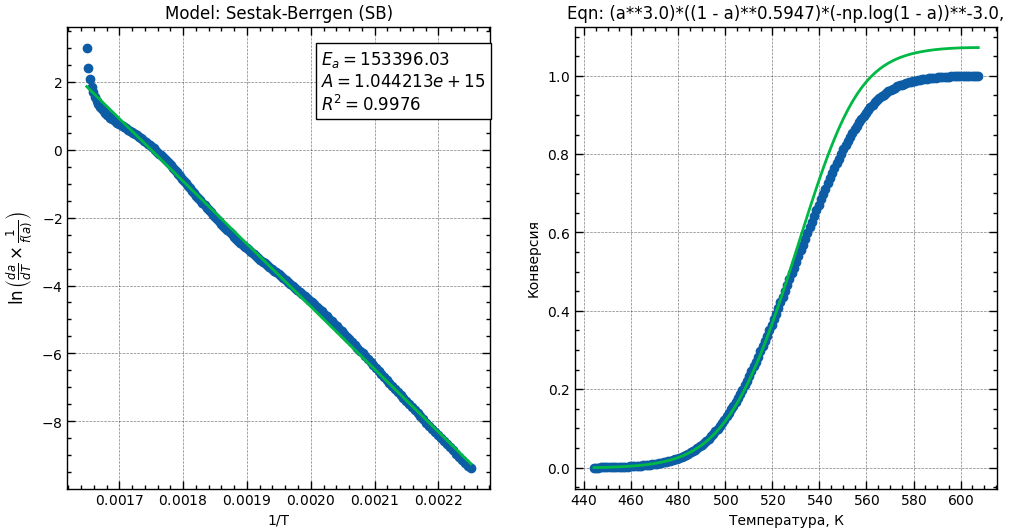 Model: Sestak-Berrgen (SB)
Eqn: (a**3.0)*((1 - a)**0.5947)*(-np.log(1 - a))**-3.0,
E_a = 153396.03
A = 1.044213e + 15
R^2 = 0.9976
ln (da/dT × 1/f(a))
2
0
−2
−4
−6
−8
0.0017 0.0018 0.0019 0.0020 0.0021 0.0022
1/T
Конверсия
1.0
0.8
0.6
0.4
0.2
0.0
440 460 480 500 520 540 560 580 600
Температура, К